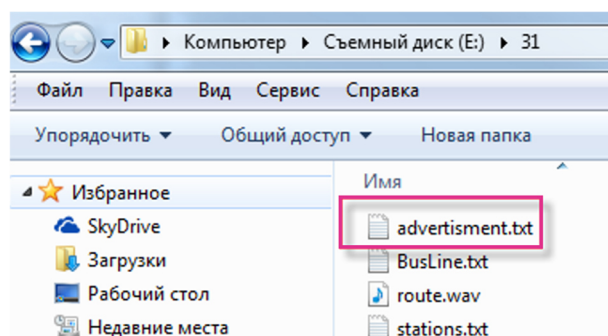 Компьютер Съемный диск (E:) 31
Файл Правка Вид Сервис Справка
Упорядочить Общий доступ Новая папка
Избранное
SkyDrive
Загрузки
Рабочий стол
Недавние места
Имя
advertisment.txt
BusLine.txt
route.wav
stations.txt